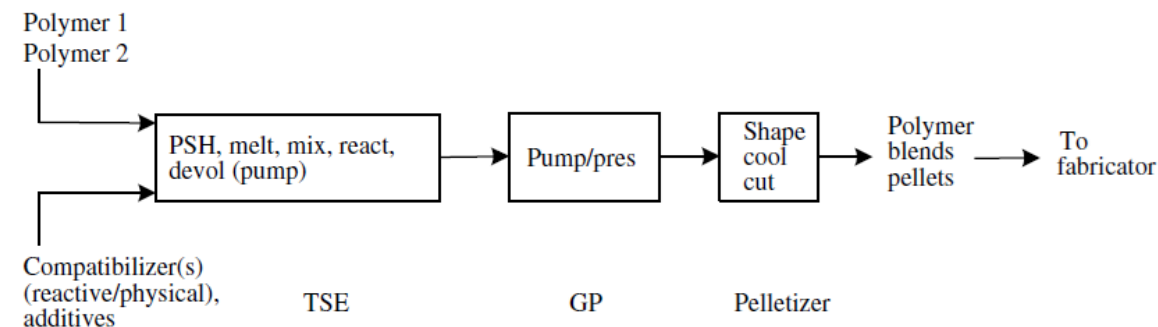 Polymer 1
Polymer 2
PSH, melt, mix, react,
devol (pump)
Pump/pres
Shape
cool
cut
Polymer
blends
pellets
To
fabricator
Compatibilizer(s)
(reactive/physical),
additives
TSE
GP
Pelletizer